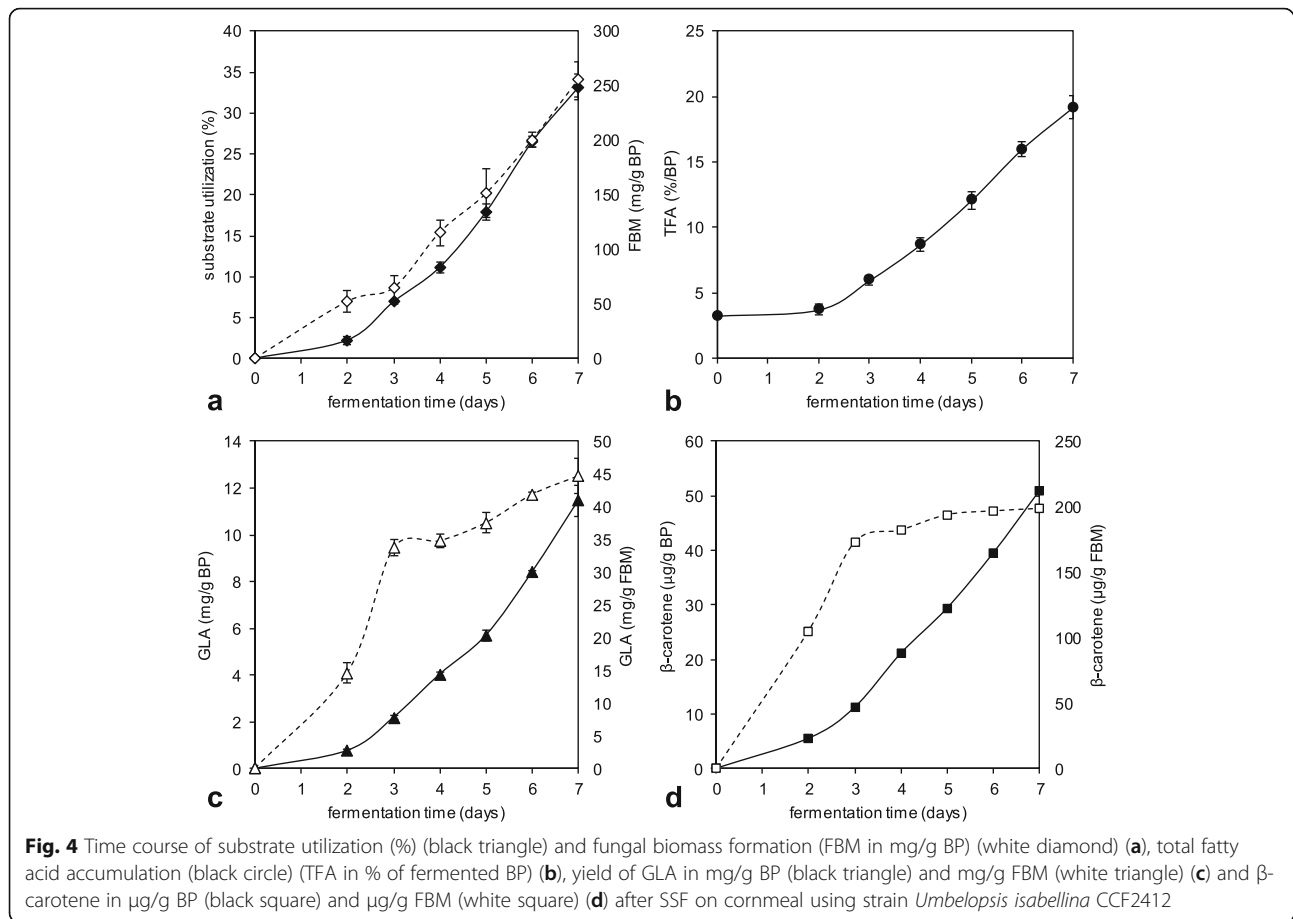 40
35
30
25
20
15
10
5
0
substrate utilization (%)
300
250
200
150
100
50
0
FBM (mg/g BP)
0 1 2 3 4 5 6 7
fermentation time (days)
a
25
20
15
10
5
0
TFA (%/BP)
0 1 2 3 4 5 6 7
fermentation time (days)
b
14
12
10
8
6
4
2
0
GLA (mg/g BP)
50
45
40
35
30
25
20
15
10
5
0
GLA (mg/g FBM)
0 1 2 3 4 5 6 7
fermentation time (days)
c
60
50
40
30
20
10
0
β-carotene (µg/g BP)
250
200
150
100
50
0
β-carotene (µg/g FBM)
0 1 2 3 4 5 6 7
fermentation time (days)
d
Fig. 4 Time course of substrate utilization (%) (black triangle) and fungal biomass formation (FBM in mg/g BP) (white diamond) (a), total fatty
acid accumulation (black circle) (TFA in % of fermented BP) (b), yield of GLA in mg/g BP (black triangle) and mg/g FBM (white triangle) (c) and β-
carotene in µg/g BP (black square) and µg/g FBM (white square) (d) after SSF on cornmeal using strain Umbelopsis isabellina CCF2412